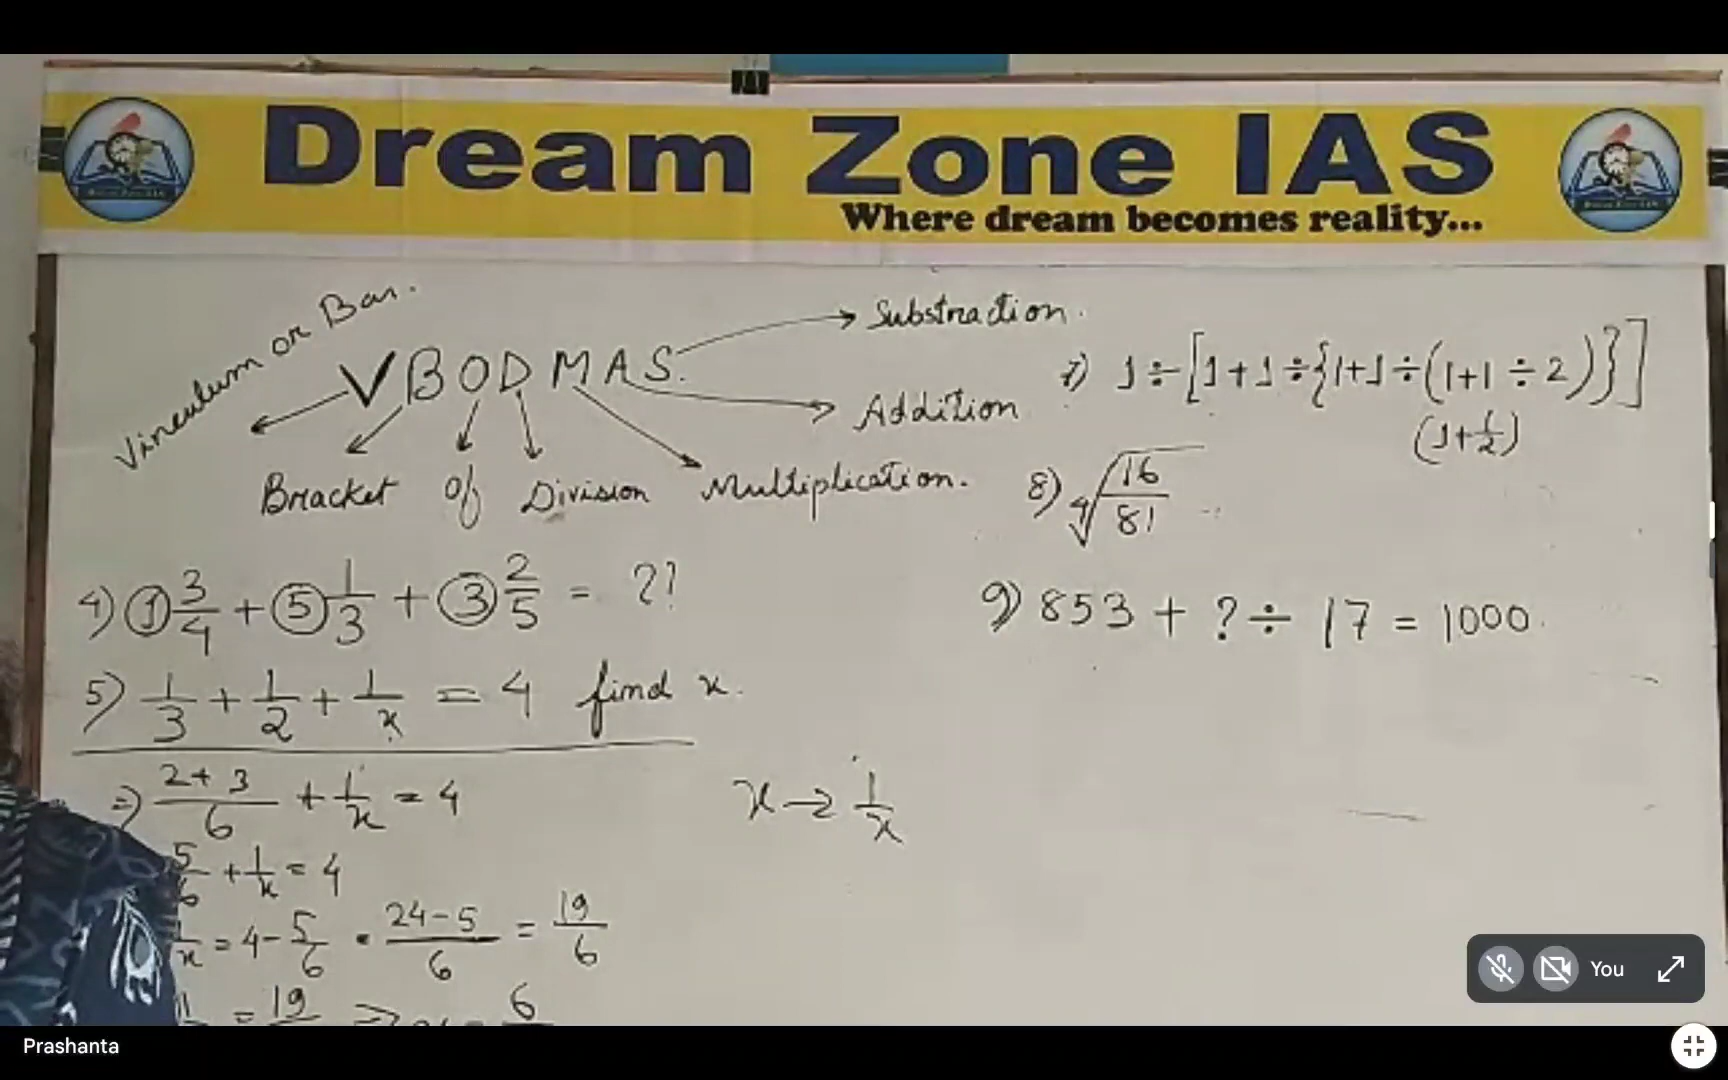 Dream Zone IAS
Where dream becomes reality...
Vinculum or Bar.
VBODMAS.
Substraction.
Addition
Bracket of Division Multiplication.
4) 1 3/4 + 5 1/3 + 3 2/5 = ??
5) 1/3 + 1/2 + 1/x = 4 find x.
=> (2+3)/6 + 1/x = 4
5/6 + 1/x = 4
1/x = 4 - 5/6 = (24-5)/6 = 19/6
x → 1/x
7) 1 ÷ [1+1 ÷ {1+1 ÷ (1+1 ÷ 2)}]
(1+1/2)
8) ∜(16/81)
9) 853 + ? ÷ 17 = 1000.
You
Prashanta